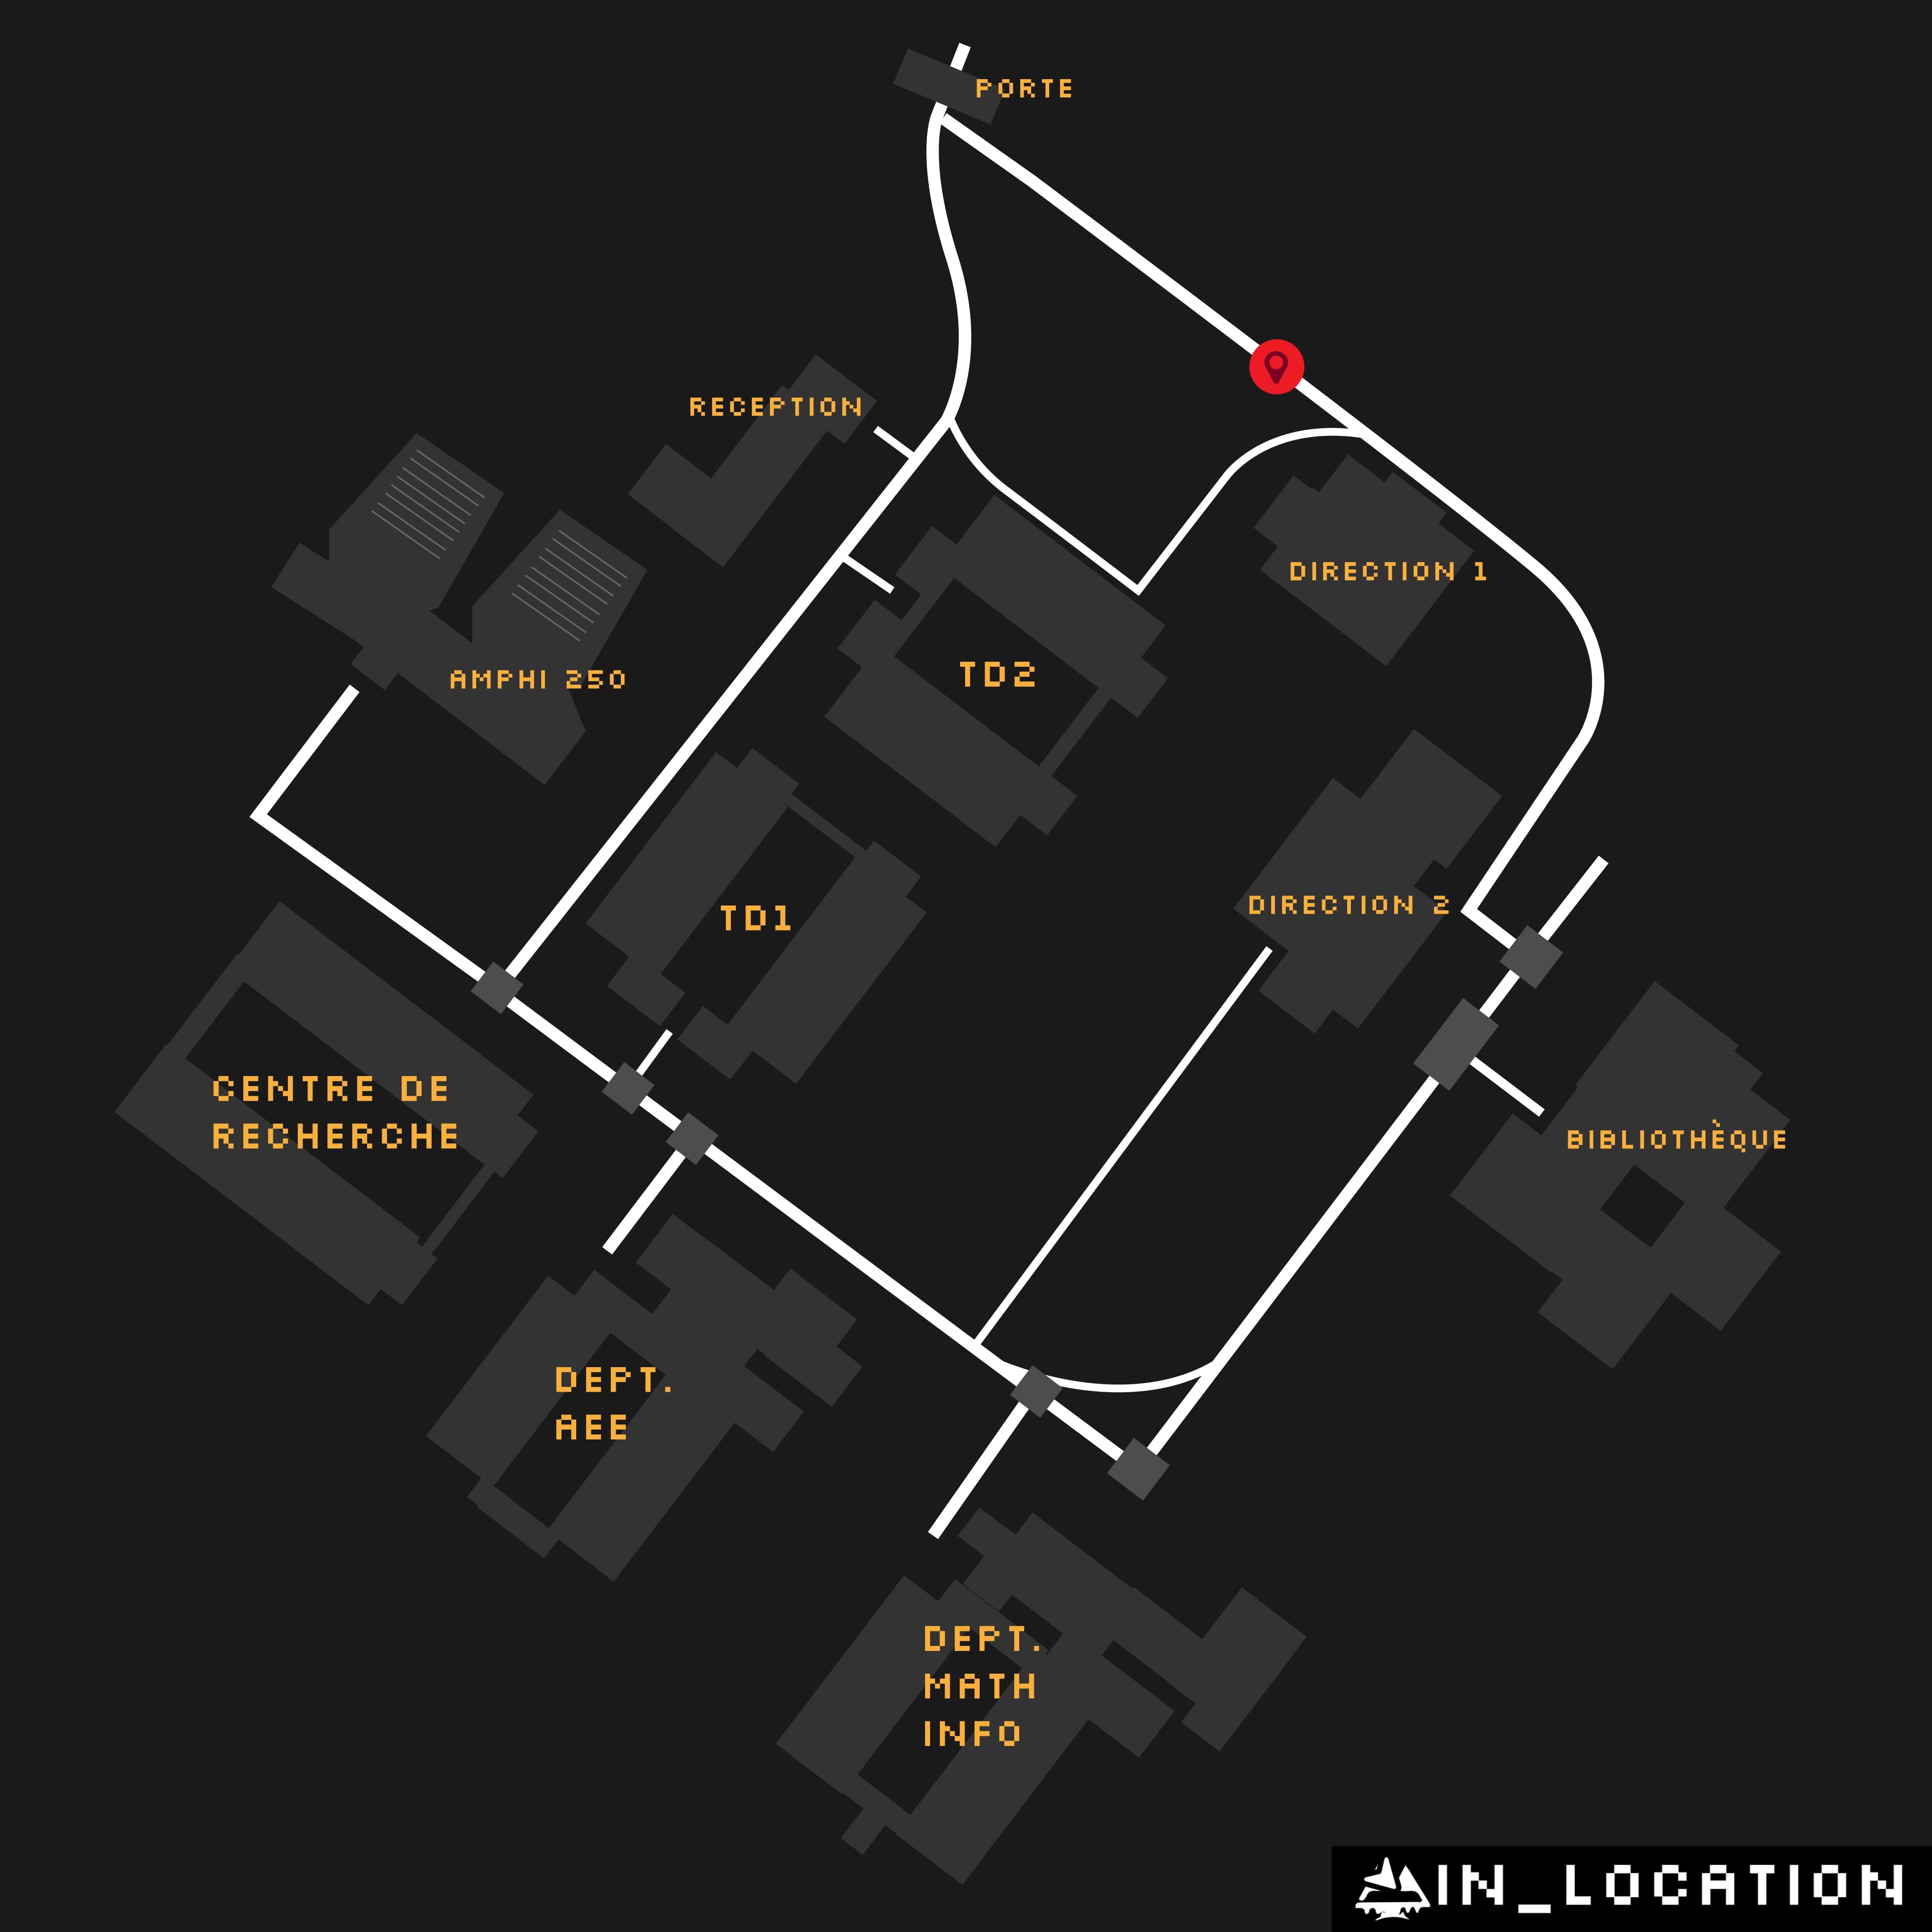 PORTE
RECEPTION
DIRECTION 1
AMPHI 250
TD2
DIRECTION 2
TD1
CENTRE DE
RECHERCHE
BIBLIOTHÈQUE
DEPT.
AEE
DEPT.
MATH
INFO
IN_LOCATION